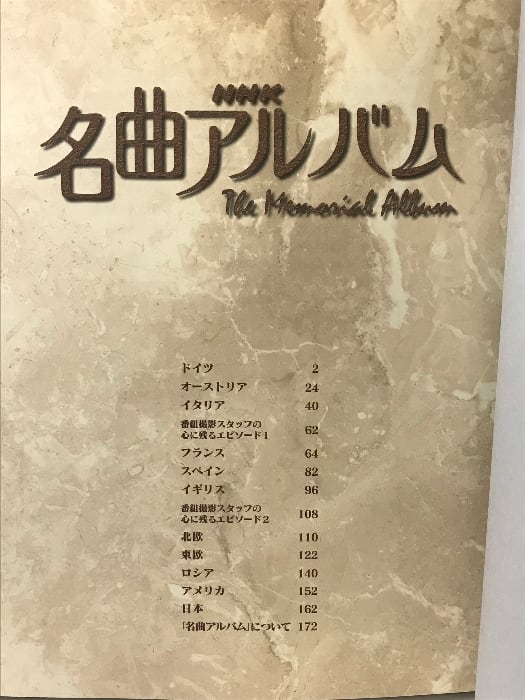 NHK
名曲アルバム
The Memorial Album
ドイツ 2
オーストリア 24
イタリア 40
番組撮影スタッフの
心に残るエピソード1 62
フランス 64
スペイン 82
イギリス 96
番組撮影スタッフの
心に残るエピソード2 108
北欧 110
東欧 122
ロシア 140
アメリカ 152
日本 162
「名曲アルバム」について 172